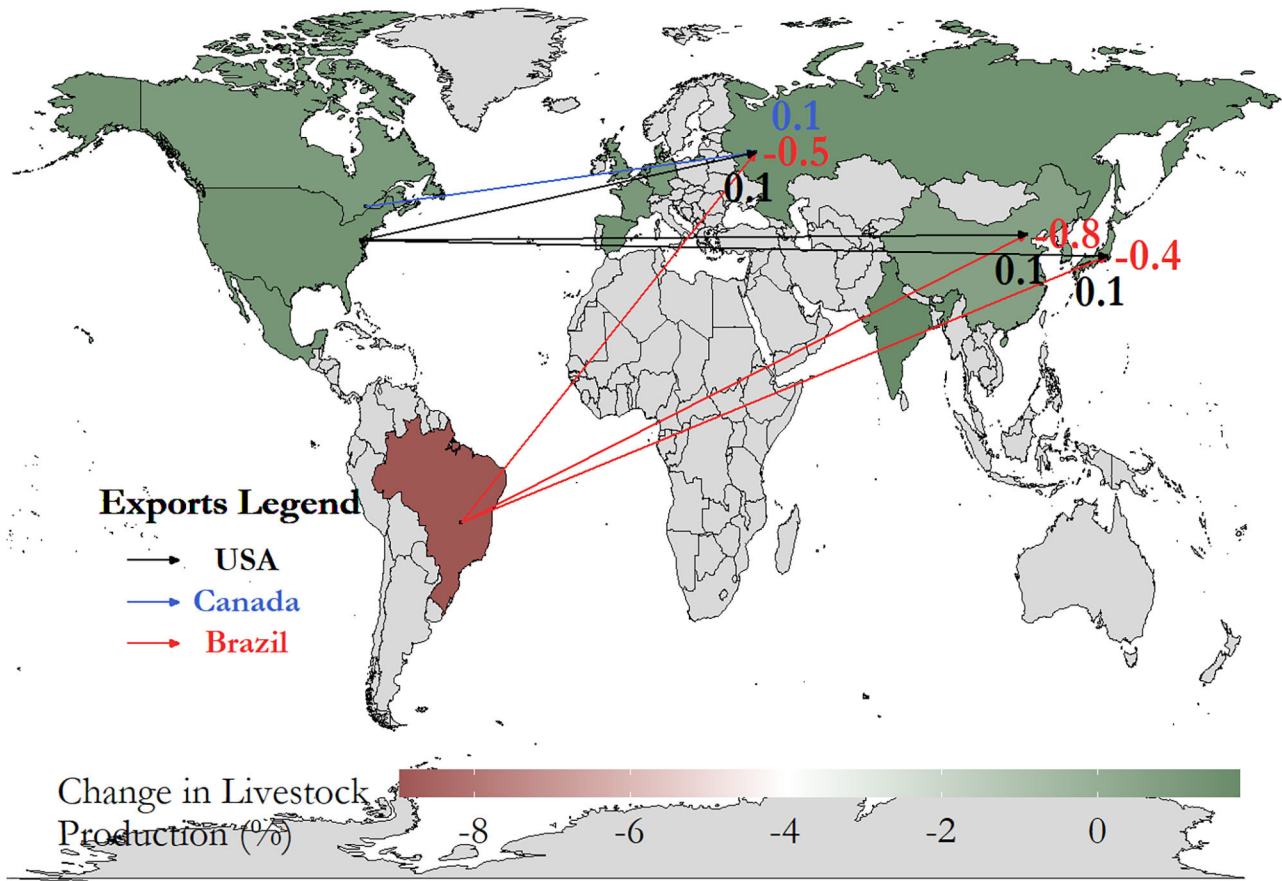 0.1
-0.5
0.1
-0.8
-0.4
0.1
0.1
Exports Legend
USA
Canada
Brazil
Change in Livestock
Production (%)
-8 -6 -4 -2 0